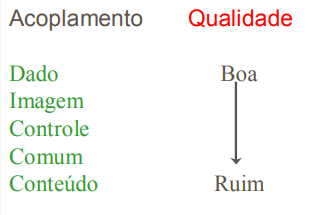 Acoplamento Qualidade
Dado Boa
Imagem
Controle
Comum
Conteúdo Ruim